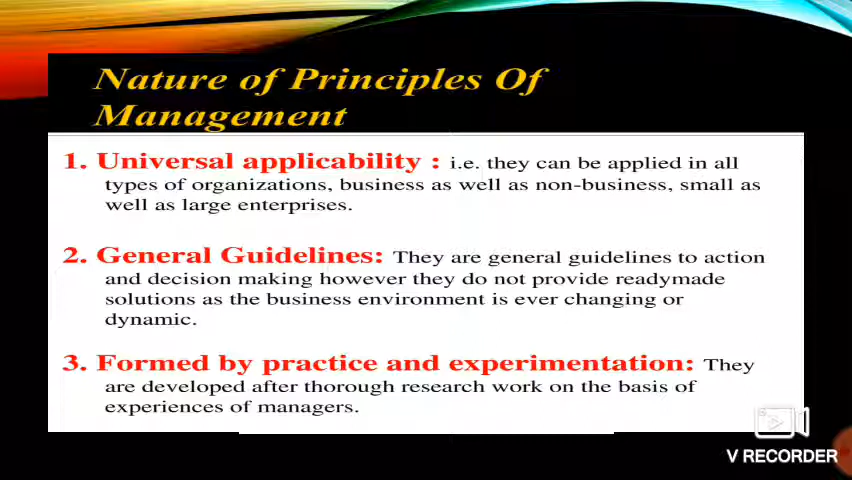 Nature of Principles Of
Management
1. Universal applicability : i.e. they can be applied in all
types of organizations, business as well as non-business, small as
well as large enterprises.
2. General Guidelines: They are general guidelines to action
and decision making however they do not provide readymade
solutions as the business environment is ever changing or
dynamic.
3. Formed by practice and experimentation: They
are developed after thorough research work on the basis of
experiences of managers.
V RECORDER